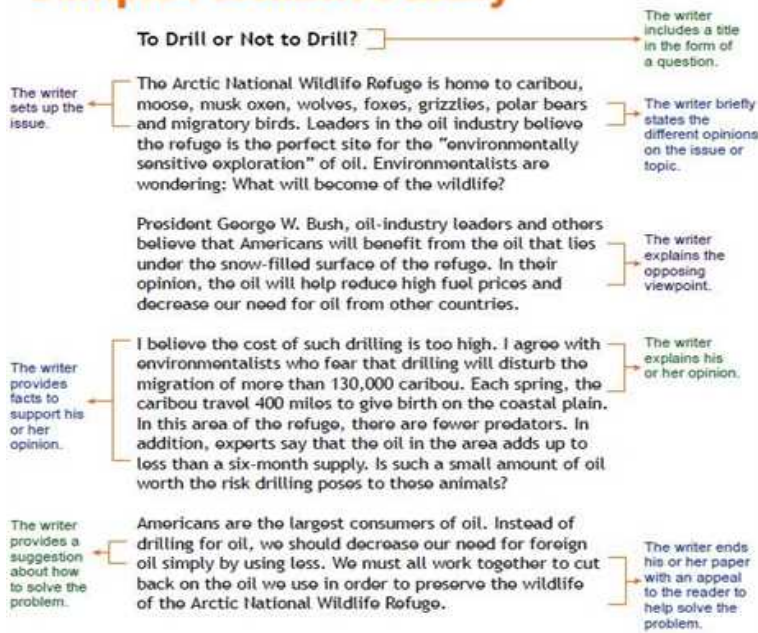 To Drill or Not to Drill?
The writer
includes a title
in the form of
a question.
The writer
sets up the
issue.
The Arctic National Wildlife Refuge is home to caribou,
moose, musk oxen, wolves, foxes, grizzlies, polar bears
and migratory birds. Leaders in the oil industry believe
the refuge is the perfect site for the “environmentally
sensitive exploration” of oil. Environmentalists are
wondering: What will become of the wildlife?
The writer briefly
states the
different opinions
on the issue or
topic.
President George W. Bush, oil-industry leaders and others
believe that Americans will benefit from the oil that lies
under the snow-filled surface of the refuge. In their
opinion, the oil will help reduce high fuel prices and
decrease our need for oil from other countries.
The writer
explains the
opposing
viewpoint.
The writer
provides
facts to
support his
or her
opinion.
I believe the cost of such drilling is too high. I agree with
environmentalists who fear that drilling will disturb the
migration of more than 130,000 caribou. Each spring, the
caribou travel 400 miles to give birth on the coastal plain.
In this area of the refuge, there are fewer predators. In
addition, experts say that the oil in the area adds up to
less than a six-month supply. Is such a small amount of oil
worth the risk drilling poses to these animals?
The writer
explains his
or her opinion.
The writer
provides a
suggestion
about how
to solve the
problem.
Americans are the largest consumers of oil. Instead of
drilling for oil, we should decrease our need for foreign
oil simply by using less. We must all work together to cut
back on the oil we use in order to preserve the wildlife
of the Arctic National Wildlife Refuge.
The writer ends
his or her paper
with an appeal
to the reader to
help solve the
problem.